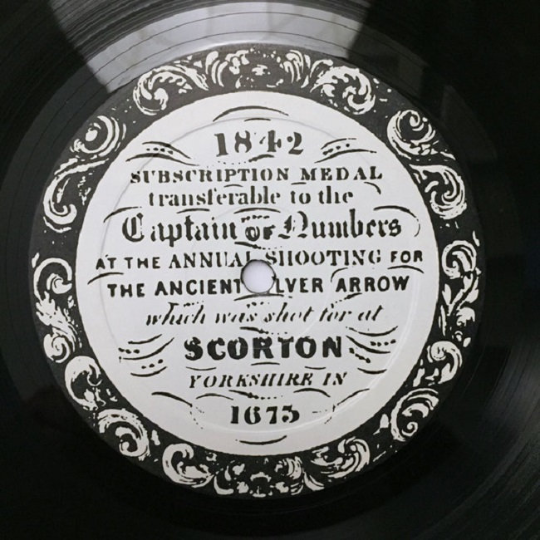 1842
SUBSCRIPTION MEDAL
transferable to the
Captain OF Numbers
AT THE ANNUAL SHOOTING FOR
THE ANCIENT LVER ARROW
which was shot for at
SCORTON
YORKSHIRE IN
1673